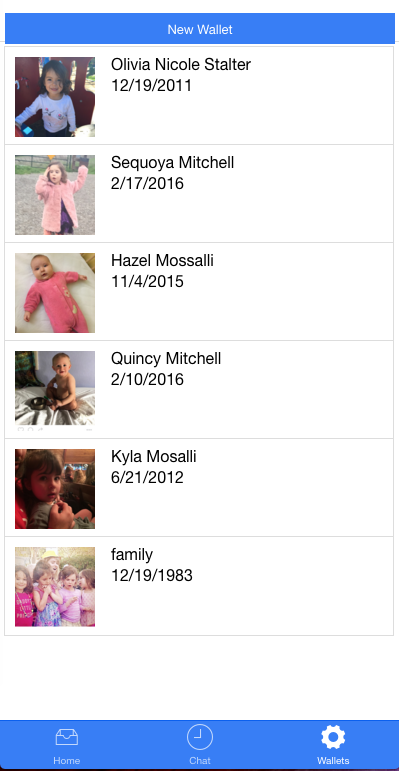 New Wallet
Olivia Nicole Stalter
12/19/2011
Sequoya Mitchell
2/17/2016
Hazel Mossalli
11/4/2015
Quincy Mitchell
2/10/2016
Kyla Mosalli
6/21/2012
family
12/19/1983
Home
Chat
Wallets